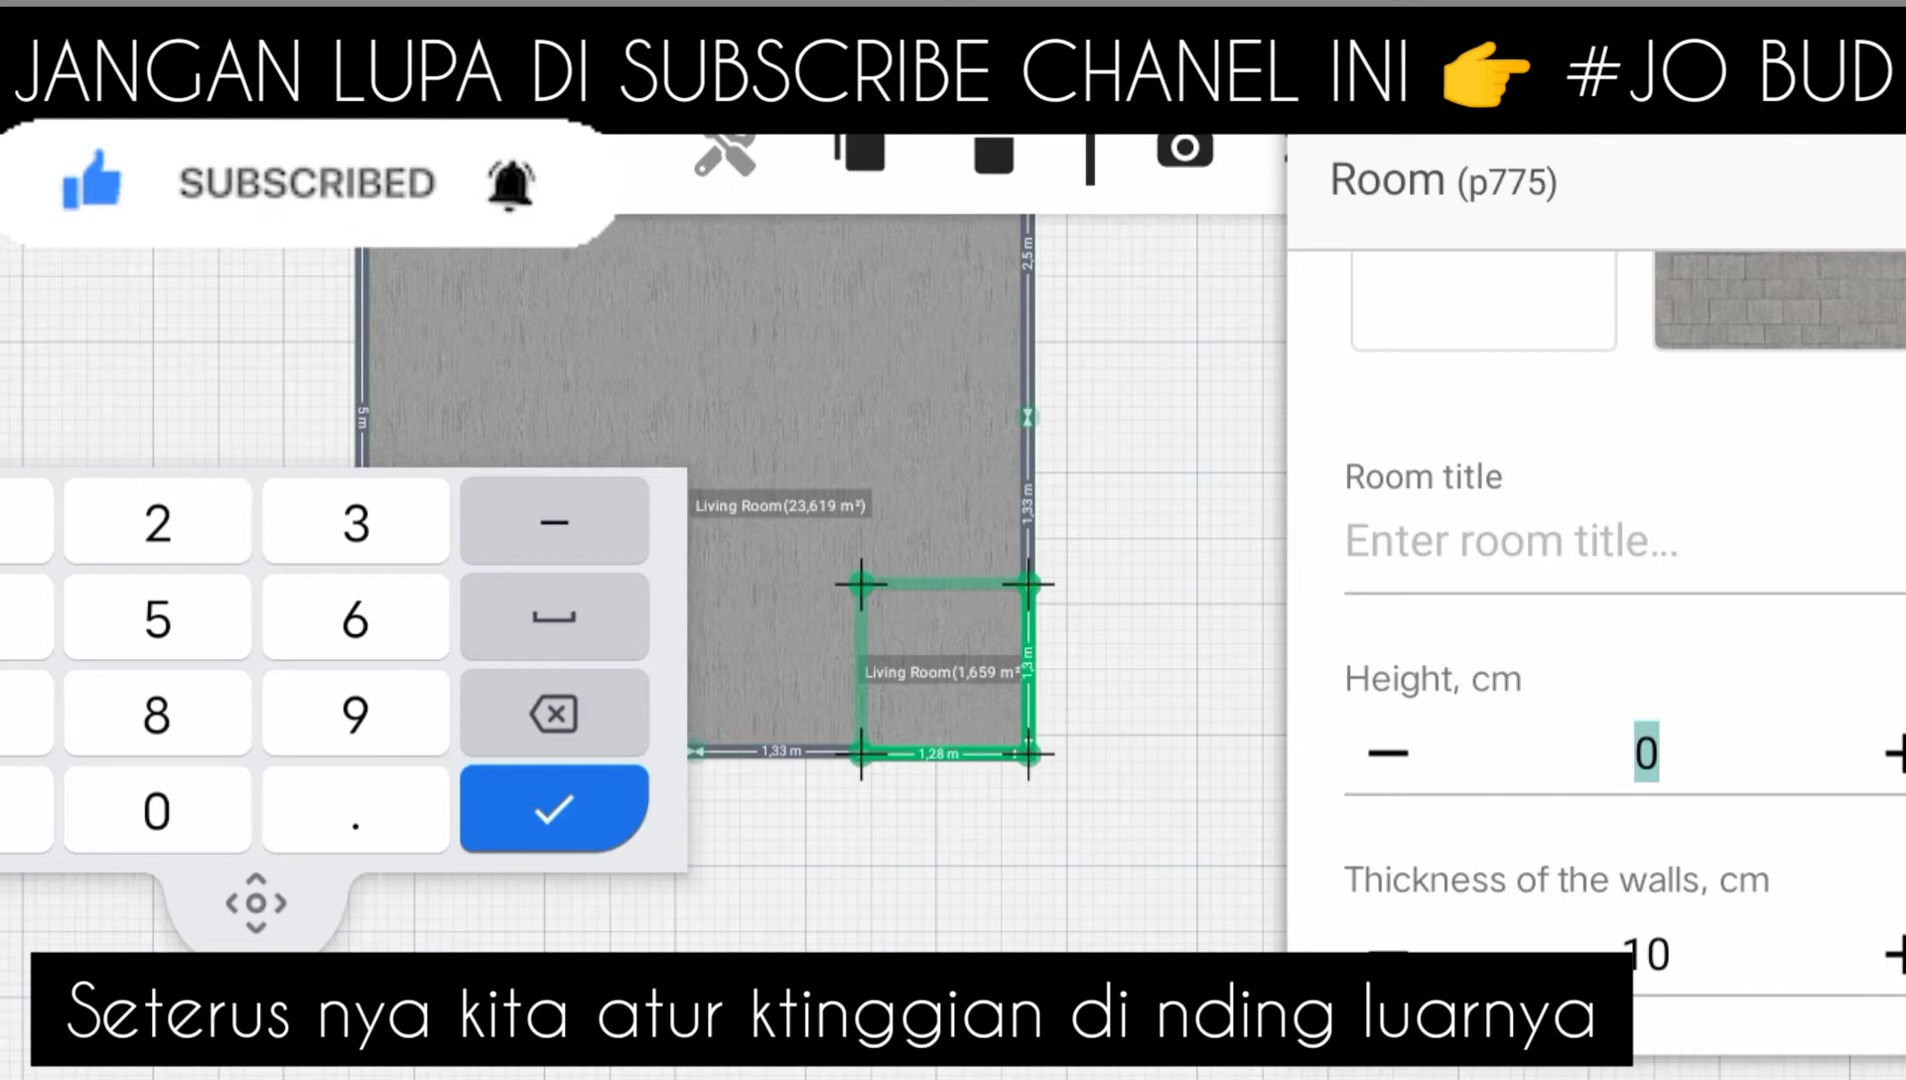 JANGAN LUPA DI SUBSCRIBE CHANEL INI 👉 #JO BUD
SUBSCRIBED
Room (p775)
2,5 m
5 m
1,33 m
Living Room(23,619 m²)
Room title
Enter room title...
2 3 –
5 6
8 9
0 .
Living Room(1,659 m²
1,3 m
1,33 m
1,28 m
Height, cm
– 0 +
Thickness of the walls, cm
10 +
Seterus nya kita atur ktinggian di nding luarnya